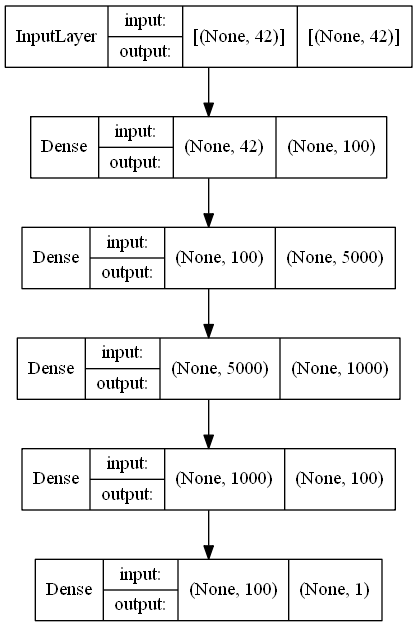 InputLayer input: output: [(None, 42)] [(None, 42)]
Dense input: output: (None, 42) (None, 100)
Dense input: output: (None, 100) (None, 5000)
Dense input: output: (None, 5000) (None, 1000)
Dense input: output: (None, 1000) (None, 100)
Dense input: output: (None, 100) (None, 1)